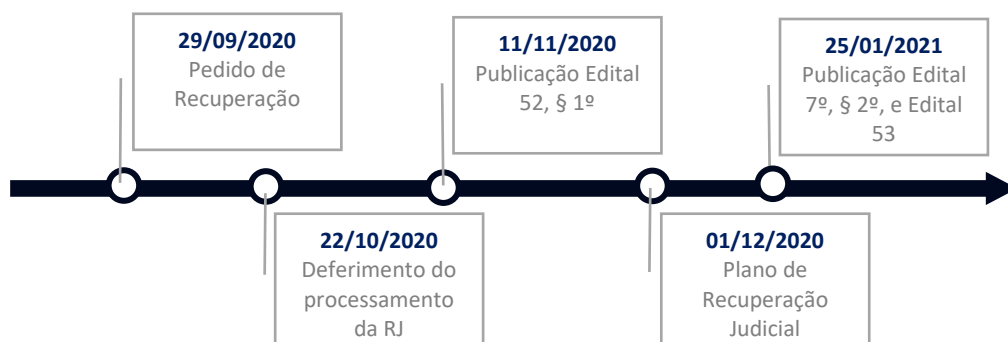 29/09/2020
Pedido de
Recuperação
11/11/2020
Publicação Edital
52, § 1º
25/01/2021
Publicação Edital
7º, § 2º, e Edital
53
22/10/2020
Deferimento do
processamento
da RJ
01/12/2020
Plano de
Recuperação
Judicial